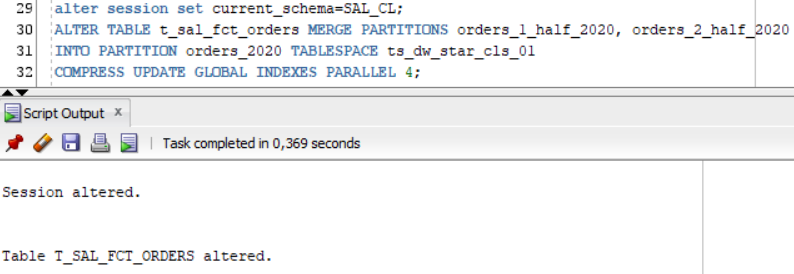 29 alter session set current_schema=SAL_CL;
30 ALTER TABLE t_sal_fct_orders MERGE PARTITIONS orders_1_half_2020, orders_2_half_2020
31 INTO PARTITION orders_2020 TABLESPACE ts_dw_star_cls_01
32 COMPRESS UPDATE GLOBAL INDEXES PARALLEL 4;
Script Output x
Task completed in 0,369 seconds
Session altered.
Table T_SAL_FCT_ORDERS altered.